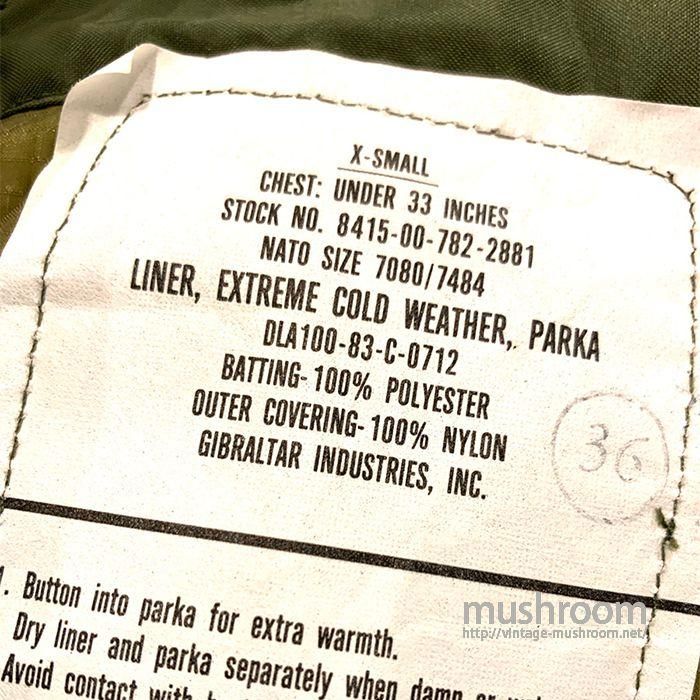 X-SMALL
CHEST: UNDER 33 INCHES
STOCK NO. 8415-00-782-2881
NATO SIZE 7080/7484
LINER, EXTREME COLD WEATHER, PARKA
DLA100-83-C-0712
BATTING-100% POLYESTER
OUTER COVERING-100% NYLON
GIBRALTAR INDUSTRIES, INC.
36
1. Button into parka for extra warmth.
Dry liner and parka separately when damp or
Avoid contact with
mushroom
http://vintage-mushroom.net/